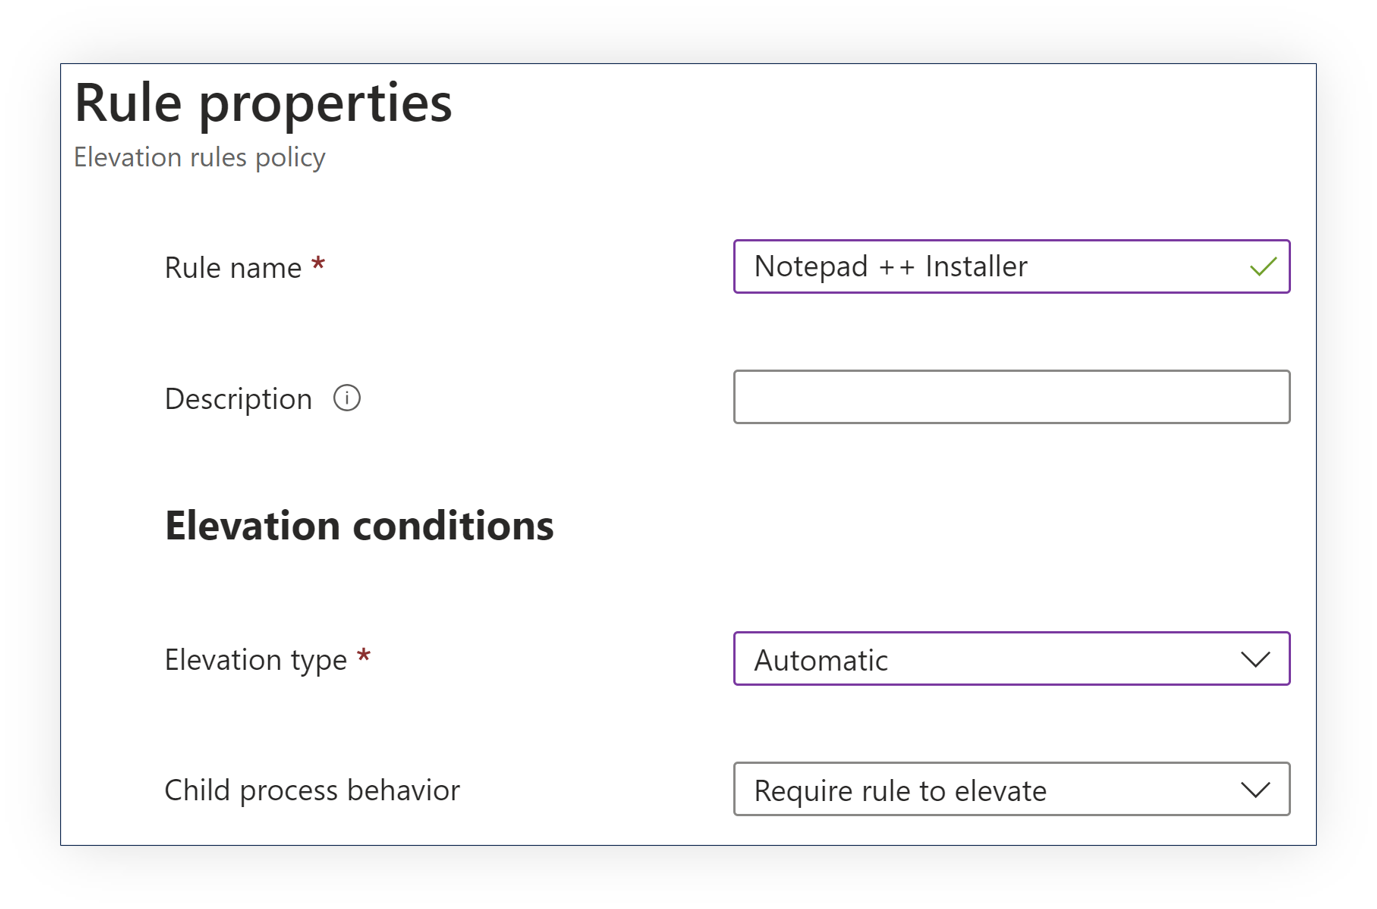 Rule properties
Elevation rules policy
Rule name *
Notepad ++ Installer
Description
Elevation conditions
Elevation type *
Automatic
Child process behavior
Require rule to elevate